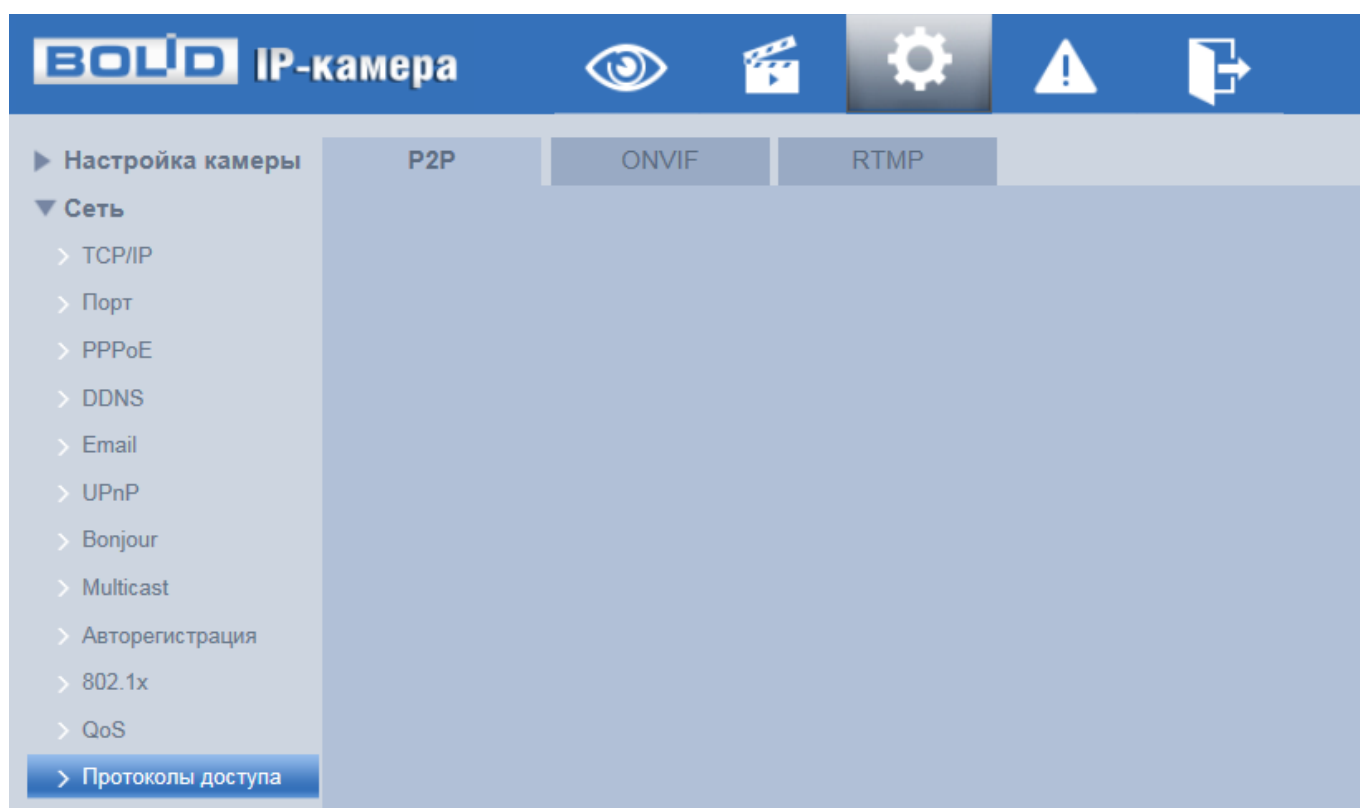 BOLID IP-камера
Настройка камеры
P2P
ONVIF
RTMP
Сеть
TCP/IP
Порт
PPPoE
DDNS
Email
UPnP
Bonjour
Multicast
Авторегистрация
802.1x
QoS
Протоколы доступа